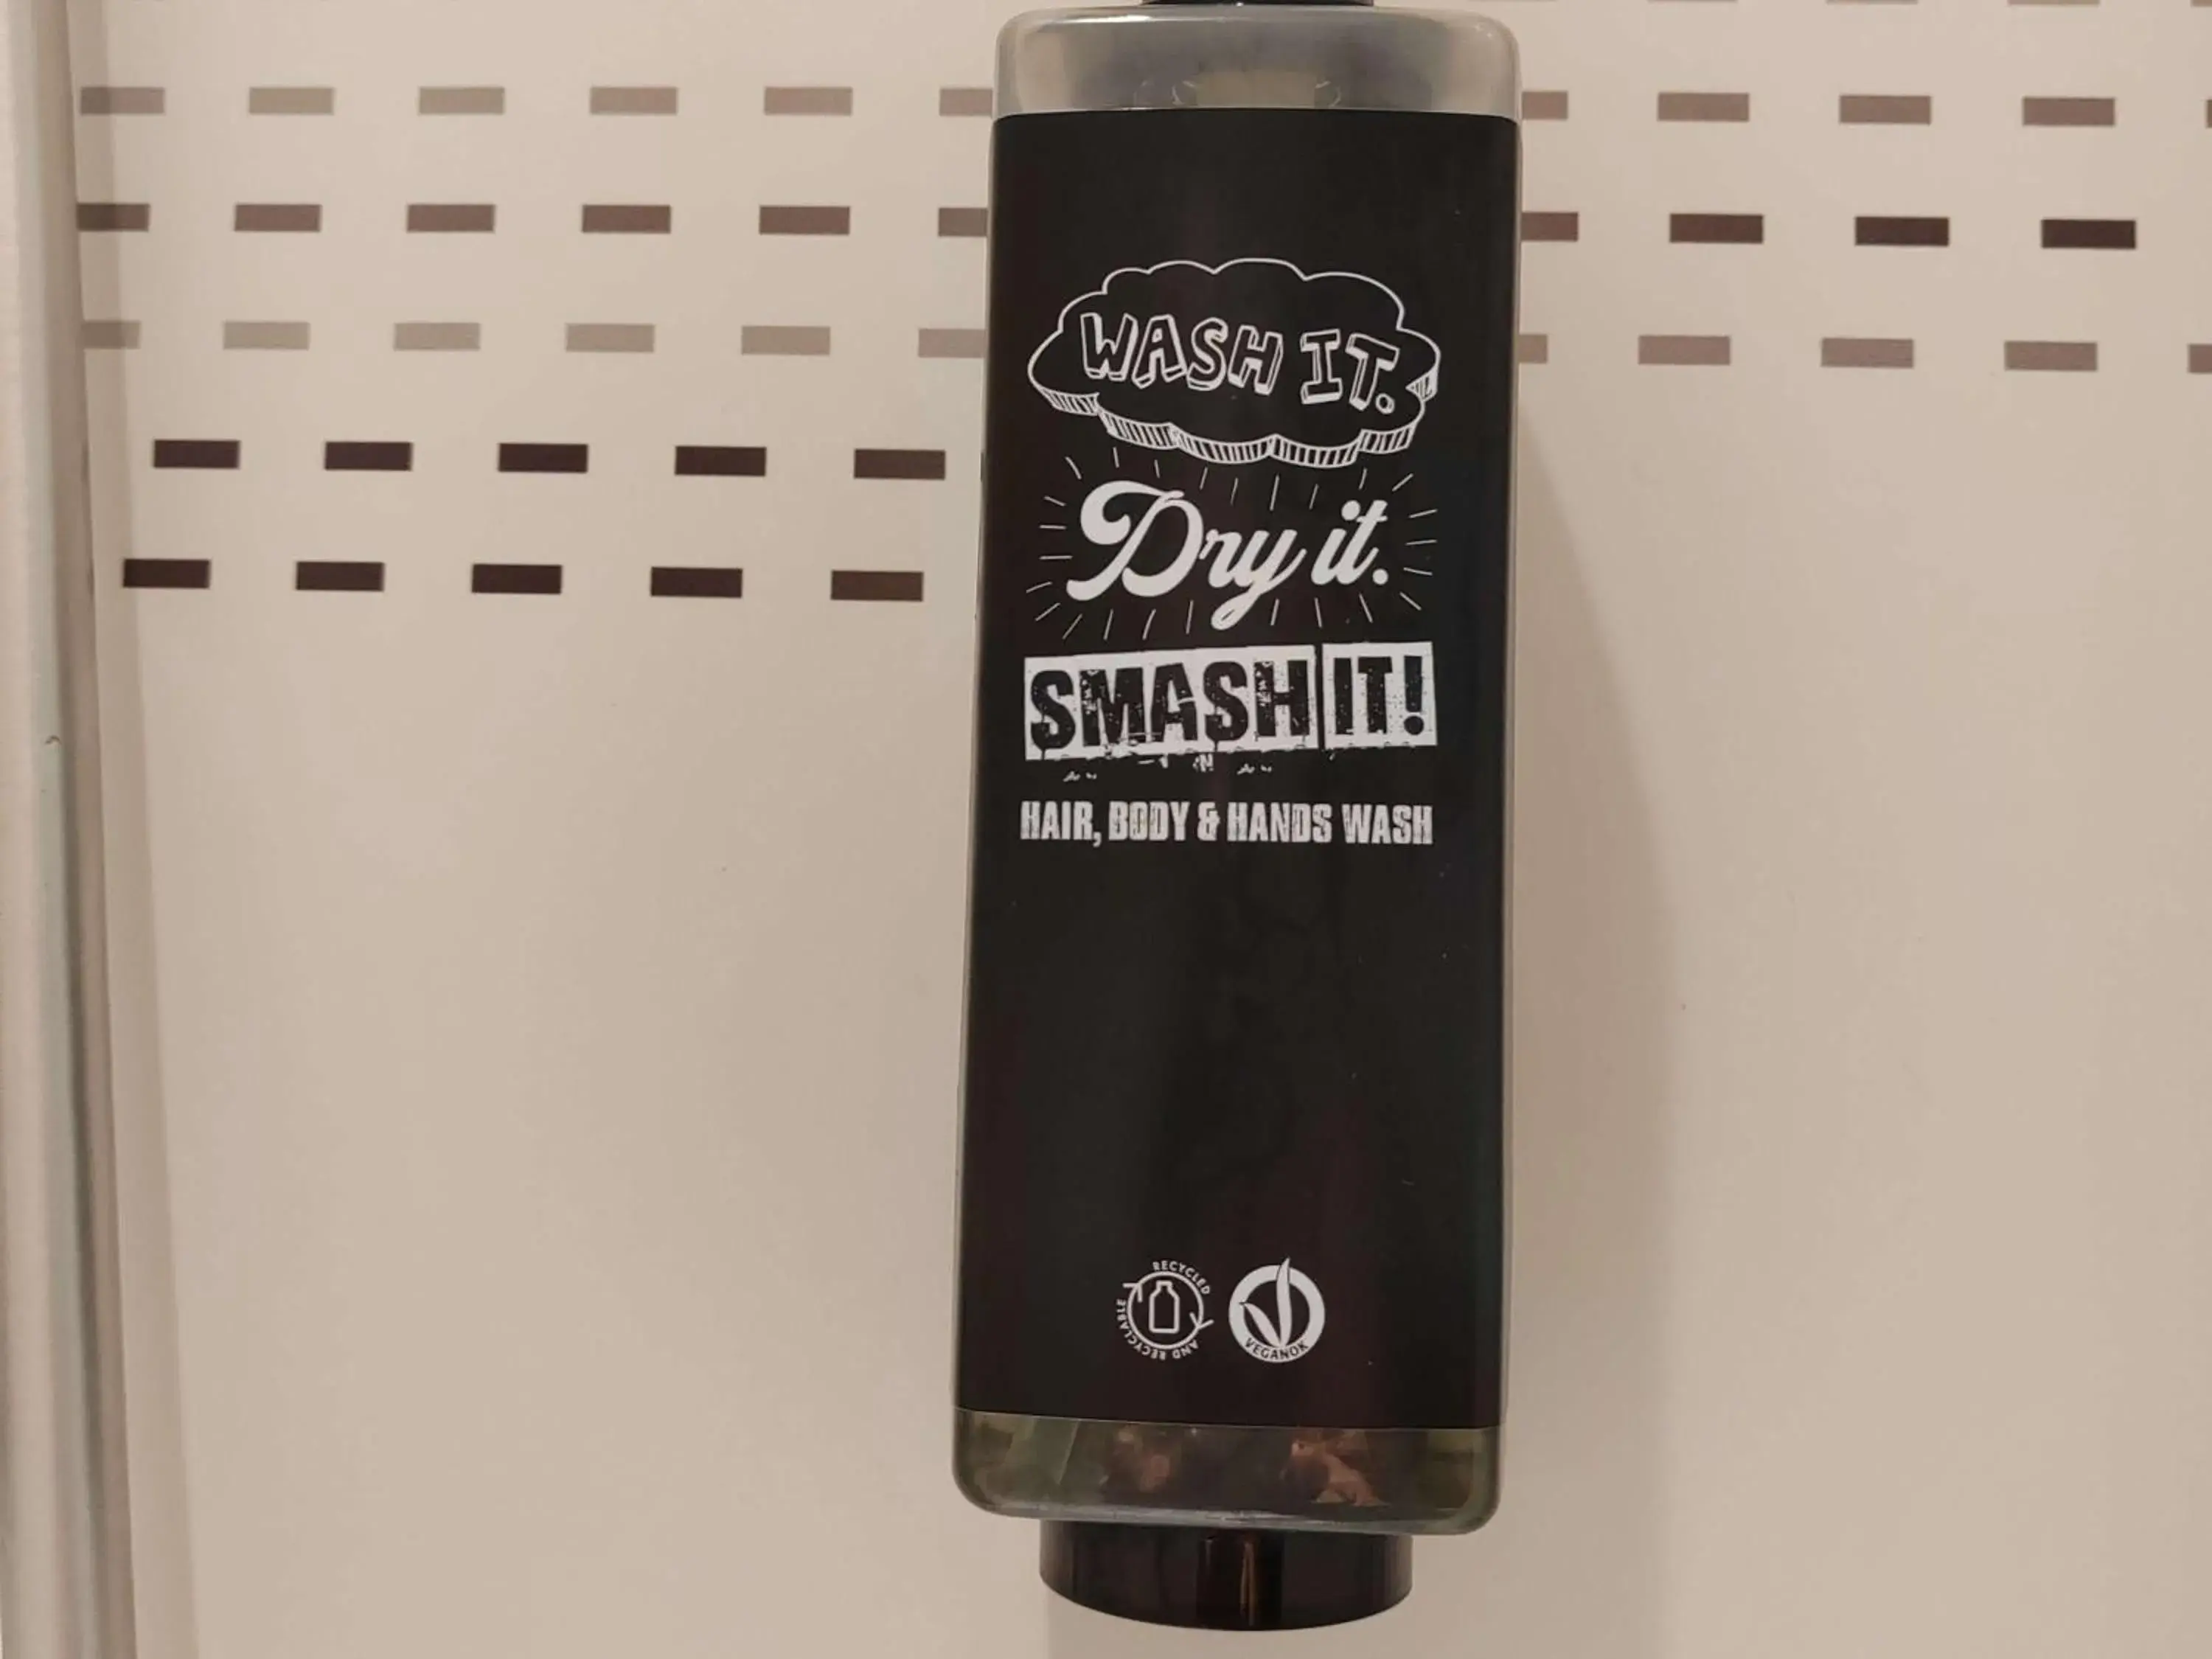 WASH IT.
Dry it.
SMASH IT!
HAIR, BODY & HANDS WASH
RECYCLED
AND RECYCLABLE
VEGANOK